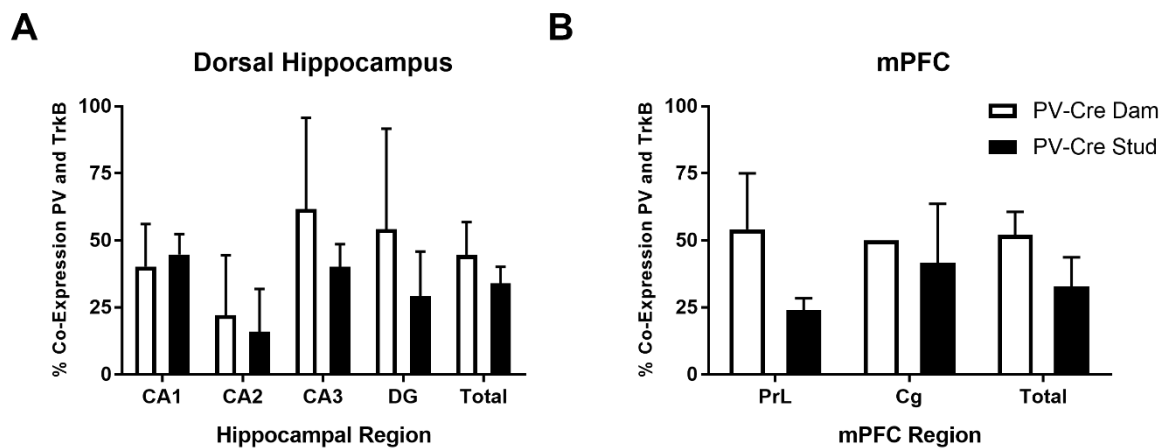 A
Dorsal Hippocampus
% Co-Expression PV and TrkB
100
75
50
25
0
CA1 CA2 CA3 DG Total
Hippocampal Region
B
mPFC
PV-Cre Dam
PV-Cre Stud
% Co-Expression PV and TrkB
100
75
50
25
0
PrL Cg Total
mPFC Region